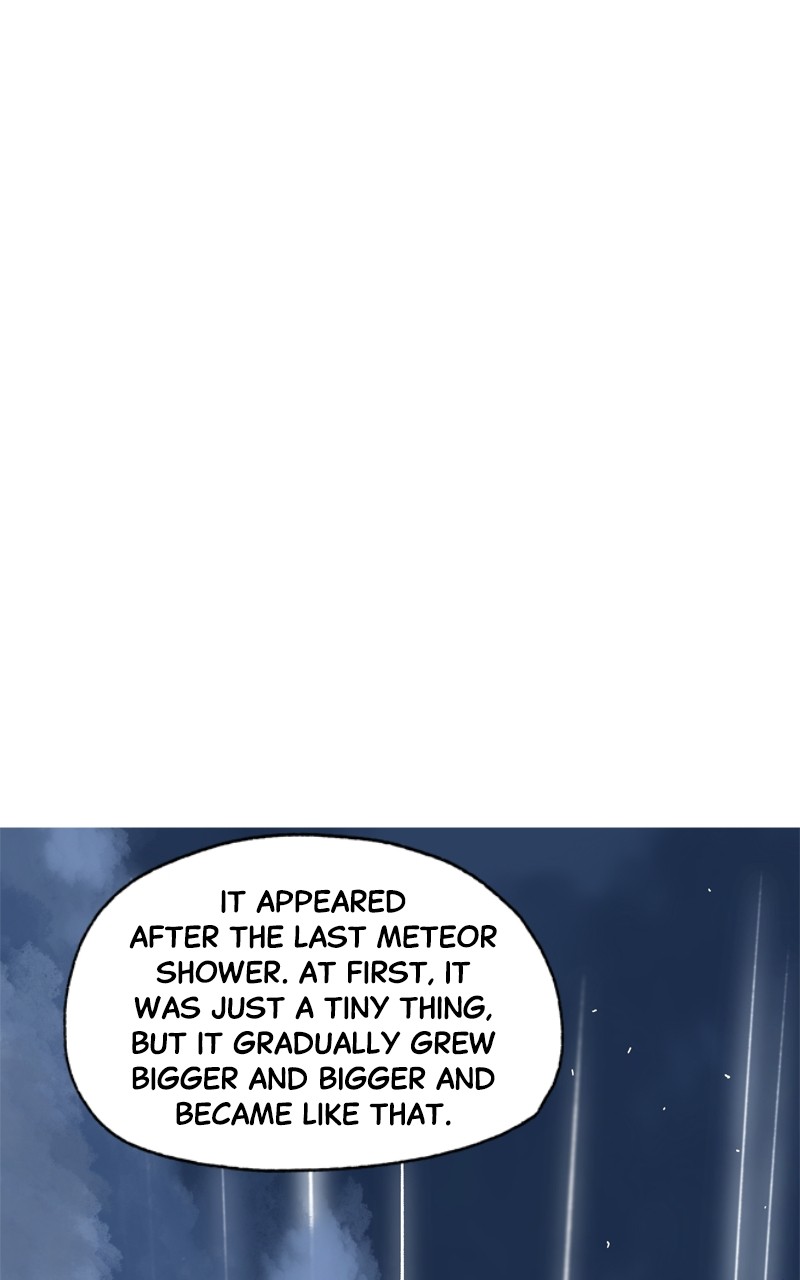 IT APPEARED
AFTER THE LAST METEOR
SHOWER. AT FIRST, IT
WAS JUST A TINY THING,
BUT IT GRADUALLY GREW
BIGGER AND BIGGER AND
BECAME LIKE THAT.